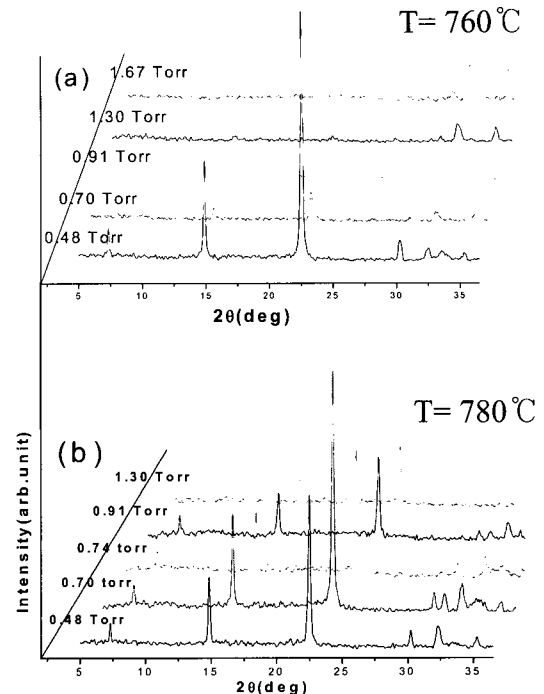 T= 760℃
(a)
1.67 Torr
1.30 Torr
0.91 Torr
0.70 Torr
0.48 Torr
5 10 15 20 25 30 35
2θ(deg)
T= 780℃
(b)
1.30 Torr
0.91 Torr
0.74 torr
0.70 torr
0.48 Torr
Intensity(arb.unit)
5 10 15 20 25 30 35
2θ(deg)